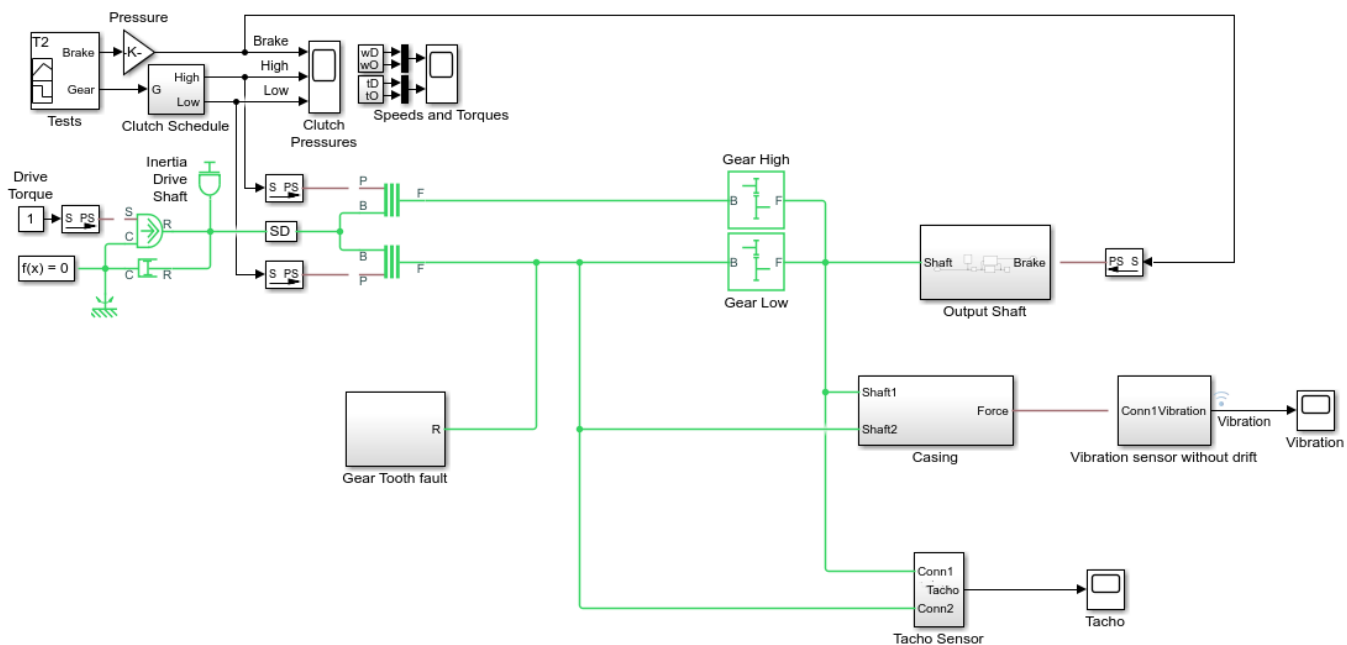 Pressure
T2
Brake
Gear
Tests
-K-
G
High
Low
Clutch Schedule
Brake
High
Low
Clutch
Pressures
wD
wO
tD
tO
Speeds and Torques
Drive
Torque
1
S PS
S
C
R
Inertia
Drive
Shaft
f(x) = 0
C
R
SD
S PS
P
B
F
S PS
B
P
F
Gear High
B
F
B
F
Gear Low
Shaft
Brake
Output Shaft
PS S
R
Gear Tooth fault
Shaft1
Shaft2
Force
Casing
Conn1
Vibration
Vibration sensor without drift
Vibration
Vibration
Conn1
Tacho
Conn2
Tacho Sensor
Tacho